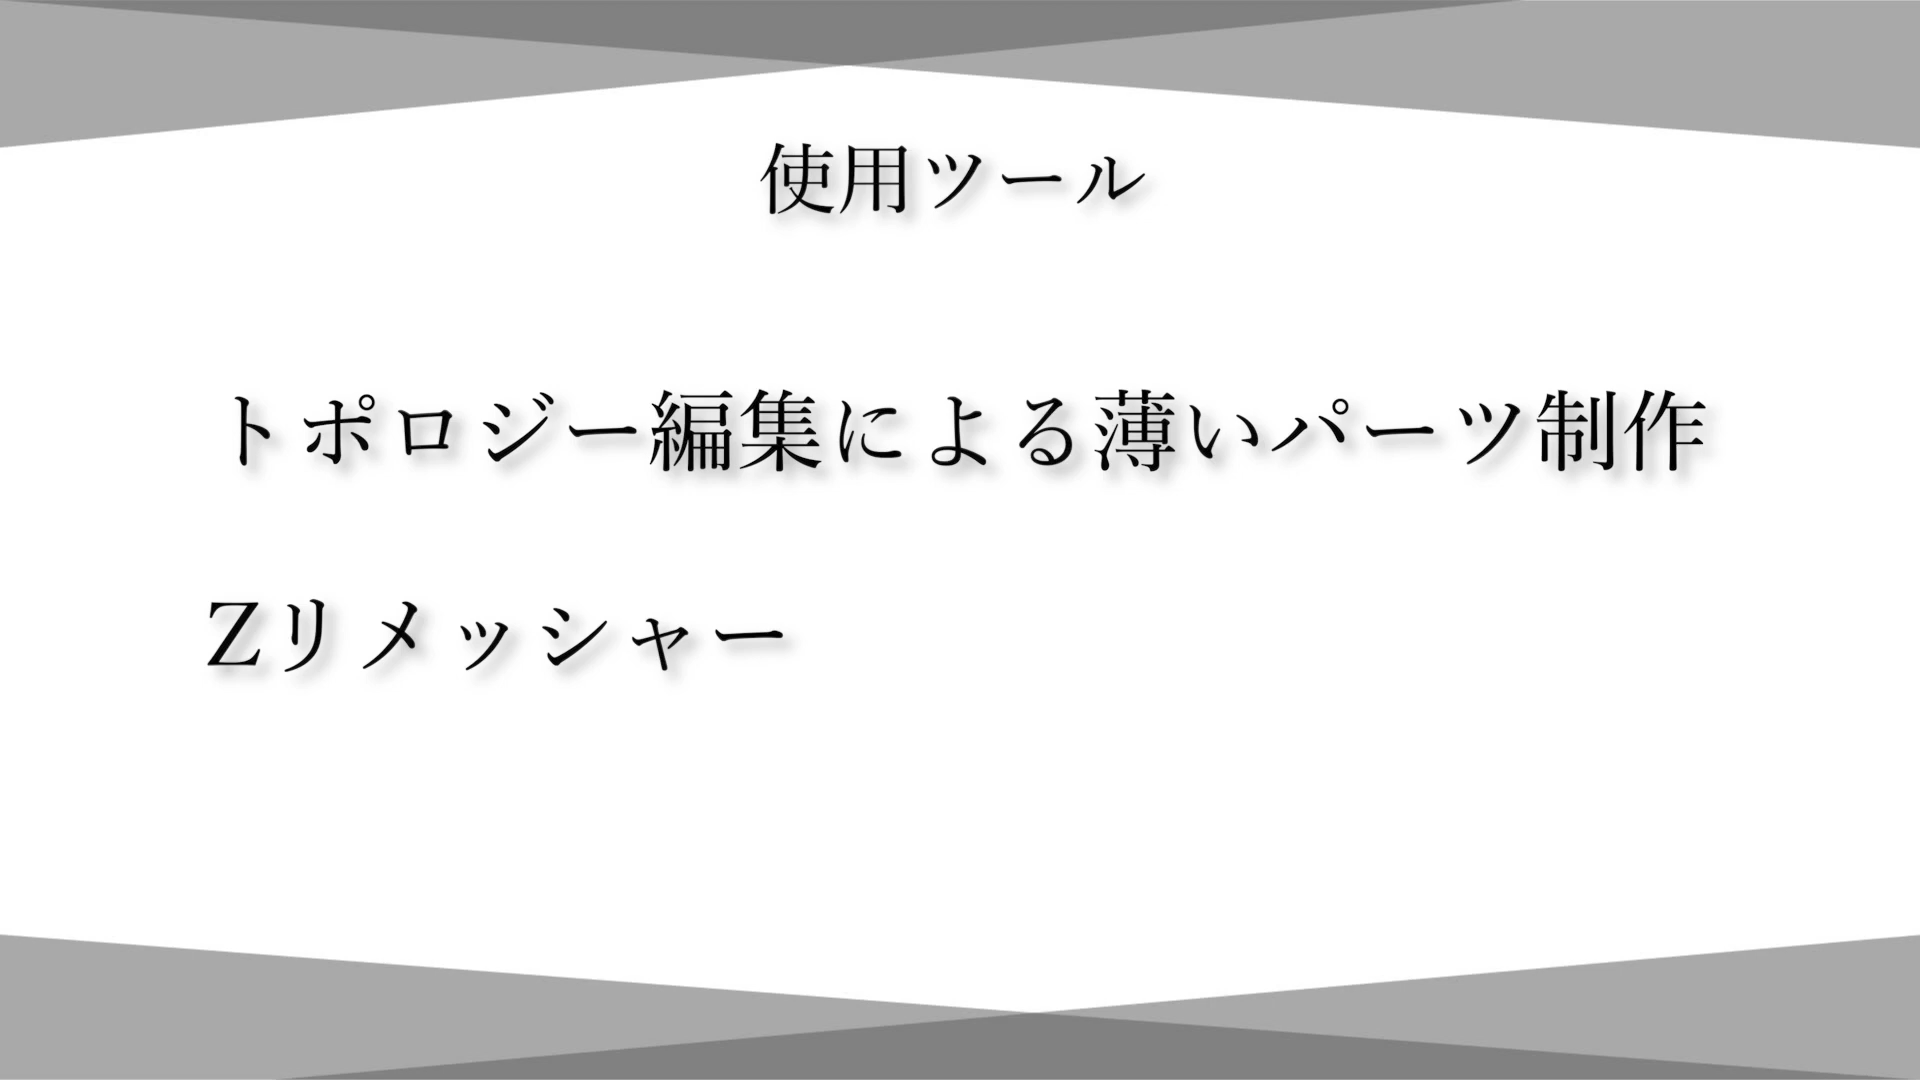 使用ツール
トポロジー編集による薄いパーツ制作
Zリメッシャー